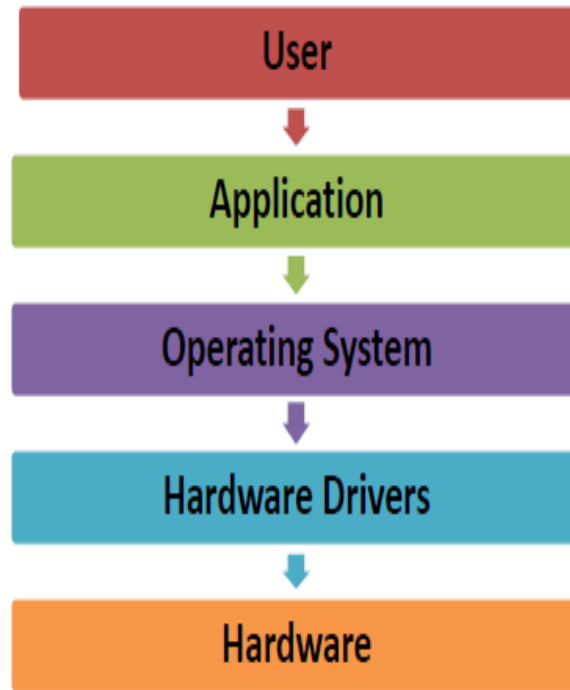 User
Application
Operating System
Hardware Drivers
Hardware